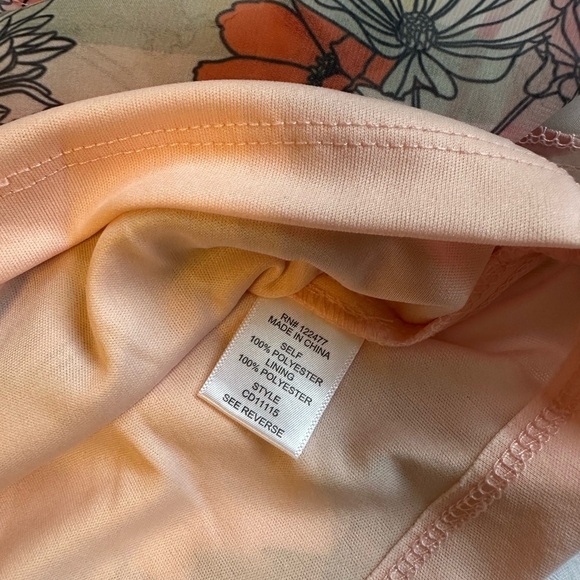 RN# 122477
MADE IN CHINA
SELF
100% POLYESTER
LINING
100% POLYESTER
STYLE
CD11115
SEE REVERSE